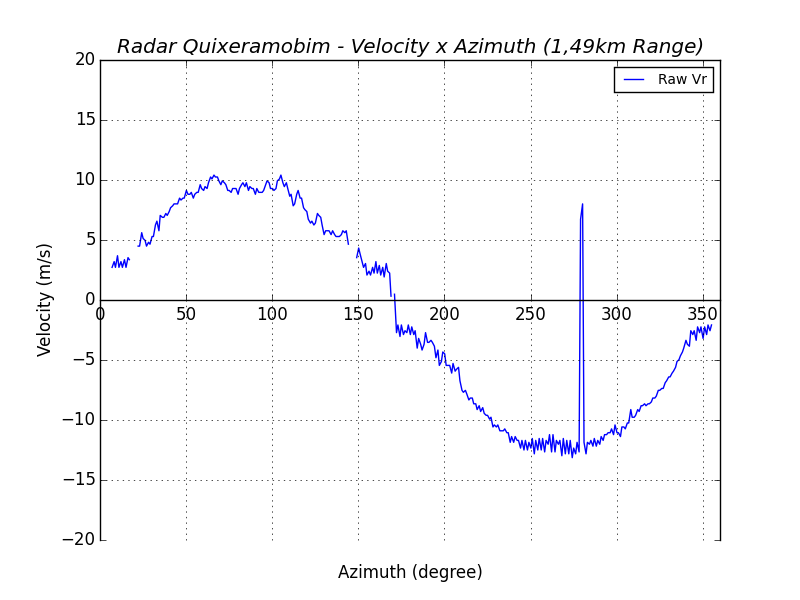 Radar Quixeramobim - Velocity x Azimuth (1,49km Range)
20
Raw Vr
15
10
5
0
0 50 100 150 200 250 300 350
−5
−10
−15
−20
Velocity (m/s)
Azimuth (degree)